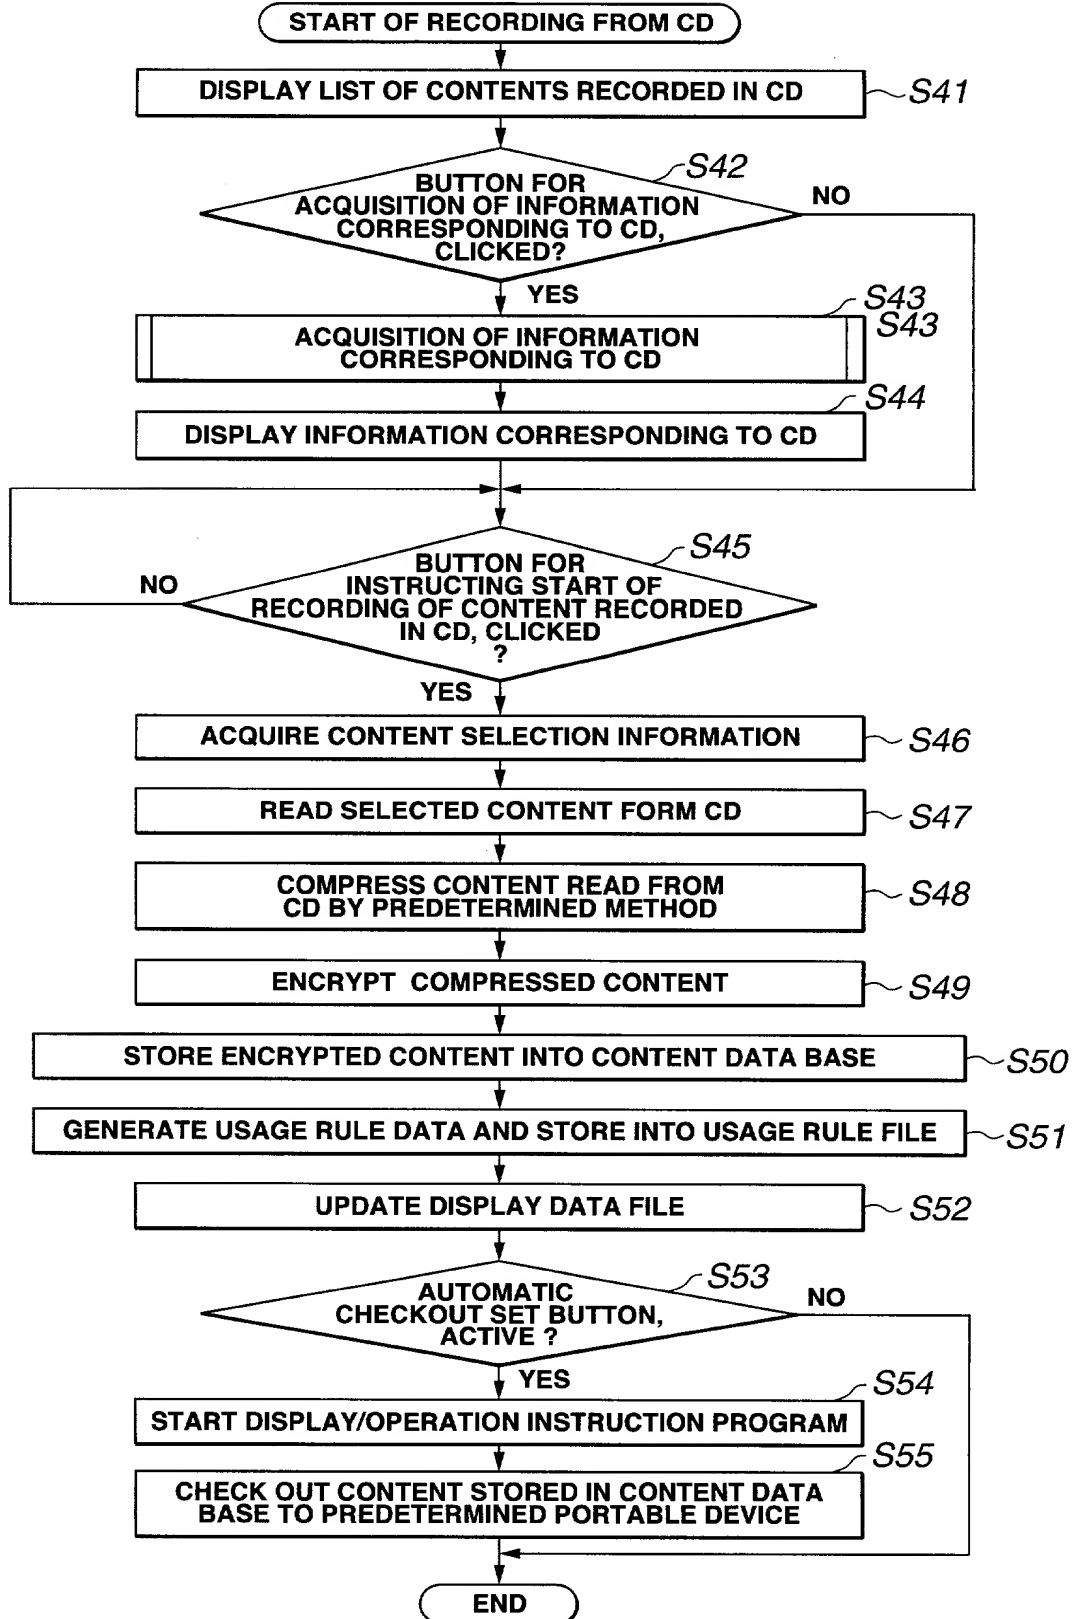 START OF RECORDING FROM CD
DISPLAY LIST OF CONTENTS RECORDED IN CD
S41
S42
BUTTON FOR
ACQUISITION OF INFORMATION
CORRESPONDING TO CD,
CLICKED?
NO
YES
S43
S43
ACQUISITION OF INFORMATION
CORRESPONDING TO CD
S44
DISPLAY INFORMATION CORRESPONDING TO CD
S45
BUTTON FOR
INSTRUCTING START OF
RECORDING OF CONTENT RECORDED
IN CD, CLICKED
?
NO
YES
ACQUIRE CONTENT SELECTION INFORMATION
S46
READ SELECTED CONTENT FORM CD
S47
COMPRESS CONTENT READ FROM
CD BY PREDETERMINED METHOD
S48
ENCRYPT COMPRESSED CONTENT
S49
STORE ENCRYPTED CONTENT INTO CONTENT DATA BASE
S50
GENERATE USAGE RULE DATA AND STORE INTO USAGE RULE FILE
S51
UPDATE DISPLAY DATA FILE
S52
S53
AUTOMATIC
CHECKOUT SET BUTTON,
ACTIVE ?
NO
YES
S54
START DISPLAY/OPERATION INSTRUCTION PROGRAM
S55
CHECK OUT CONTENT STORED IN CONTENT DATA
BASE TO PREDETERMINED PORTABLE DEVICE
END